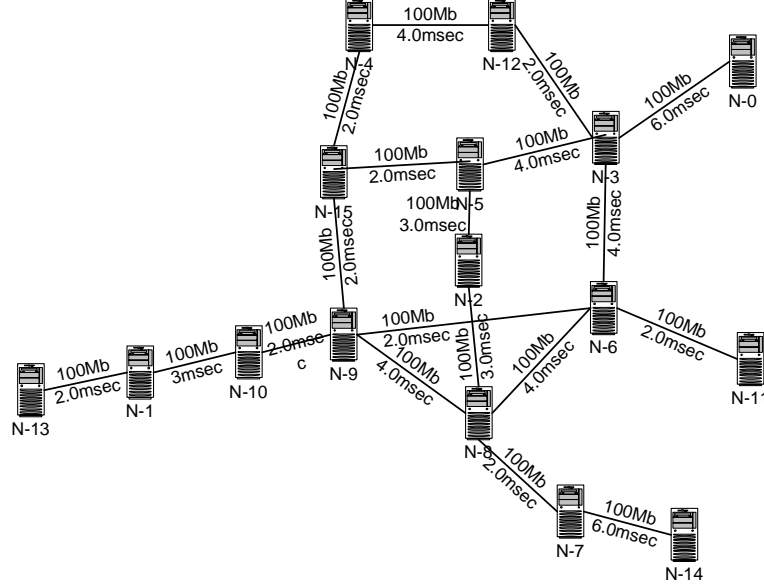 100Mb
4.0msec
N-4
N-12
100Mb
2.0msec
100Mb
2.0msec
100Mb
6.0msec
N-0
100Mb
2.0msec
100Mb
4.0msec
N-15
N-5
N-3
100Mb
3.0msec
100Mb
2.0msec
100Mb
4.0msec
N-2
100Mb
2.0msec
100Mb
2.0msec
c
N-9
N-6
100Mb
2.0msec
100Mb
3.0msec
100Mb
4.0msec
100Mb
4.0msec
100Mb
3msec
N-10
100Mb
2.0msec
N-1
N-13
N-11
N-8
100Mb
2.0msec
100Mb
6.0msec
N-7
N-14